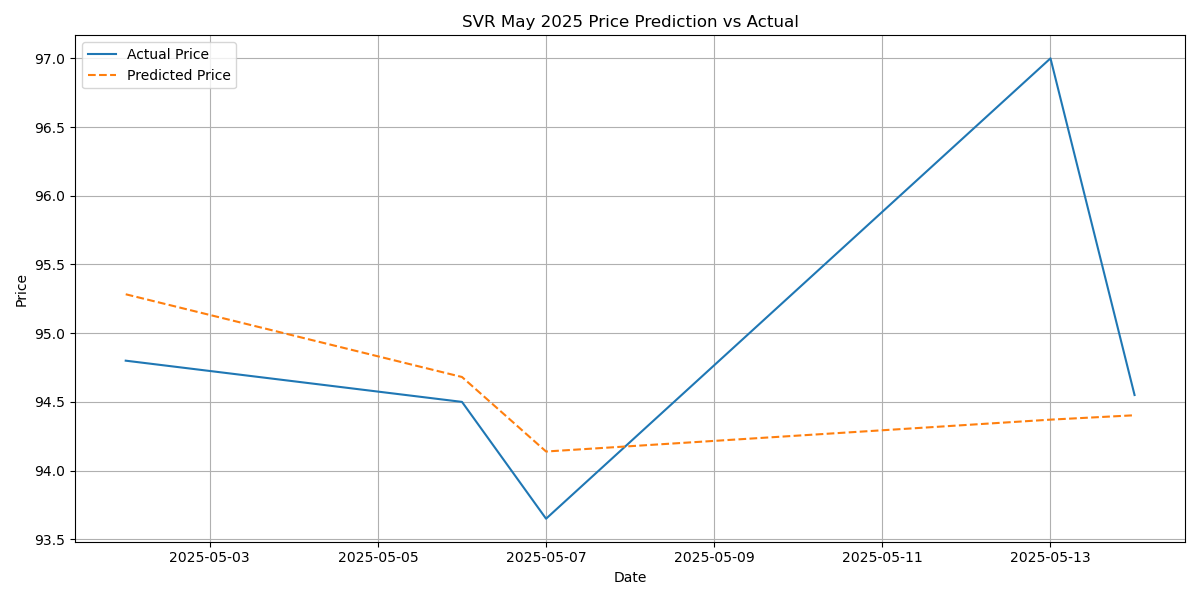 SVR May 2025 Price Prediction vs Actual
Actual Price
Predicted Price
97.0
96.5
96.0
95.5
95.0
94.5
94.0
93.5
Price
2025-05-03 2025-05-05 2025-05-07 2025-05-09 2025-05-11 2025-05-13
Date